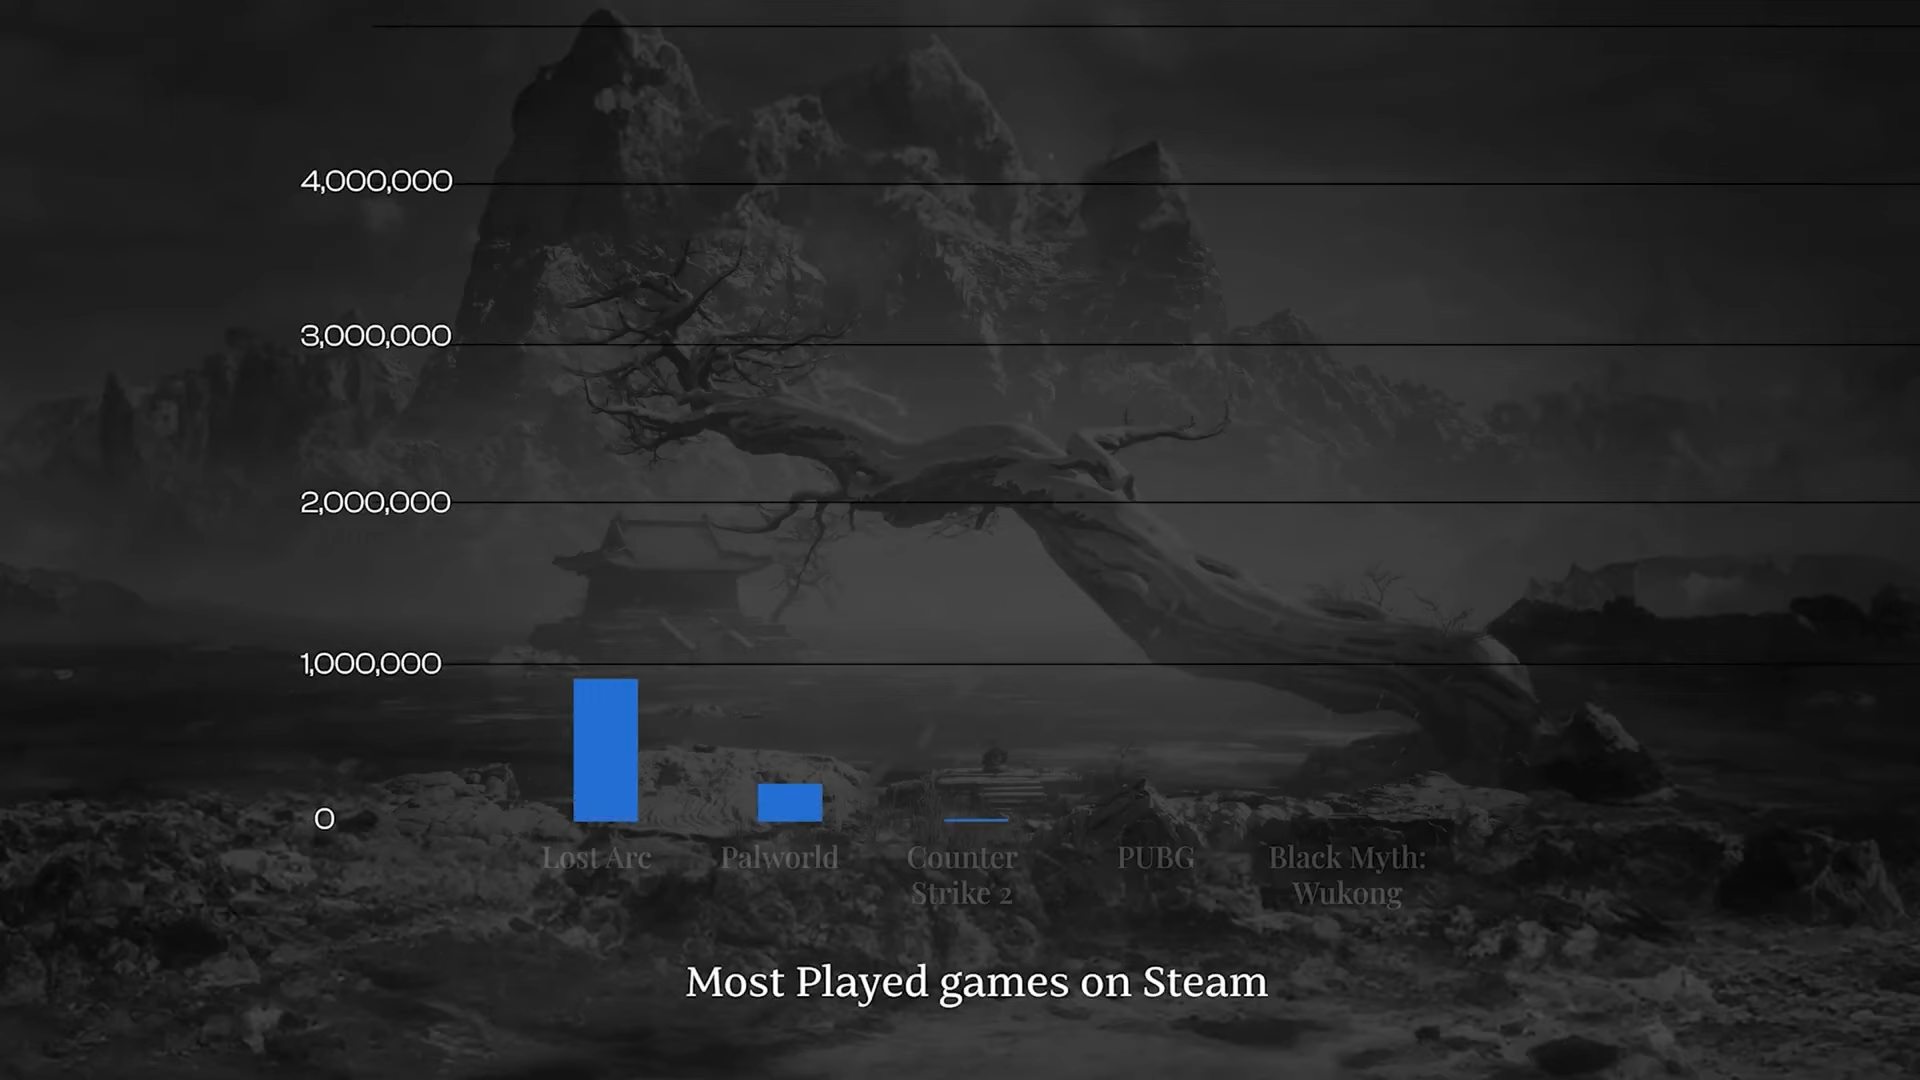 4,000,000
3,000,000
2,000,000
1,000,000
0
Lost Arc
Palworld
Counter
Strike 2
PUBG
Black Myth:
Wukong
Most Played games on Steam